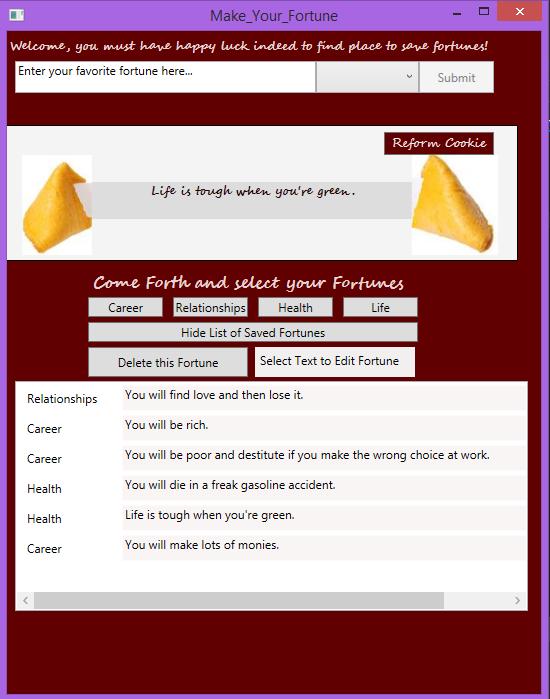 Make_Your_Fortune
Welcome, you must have happy luck indeed to find place to save fortunes!
Enter your favorite fortune here...
Submit
Reform Cookie
Life is tough when you're green.
Come Forth and select your Fortunes
Career Relationships Health Life
Hide List of Saved Fortunes
Delete this Fortune Select Text to Edit Fortune
Relationships You will find love and then lose it.
Career You will be rich.
Career You will be poor and destitute if you make the wrong choice at work.
Health You will die in a freak gasoline accident.
Health Life is tough when you're green.
Career You will make lots of monies.